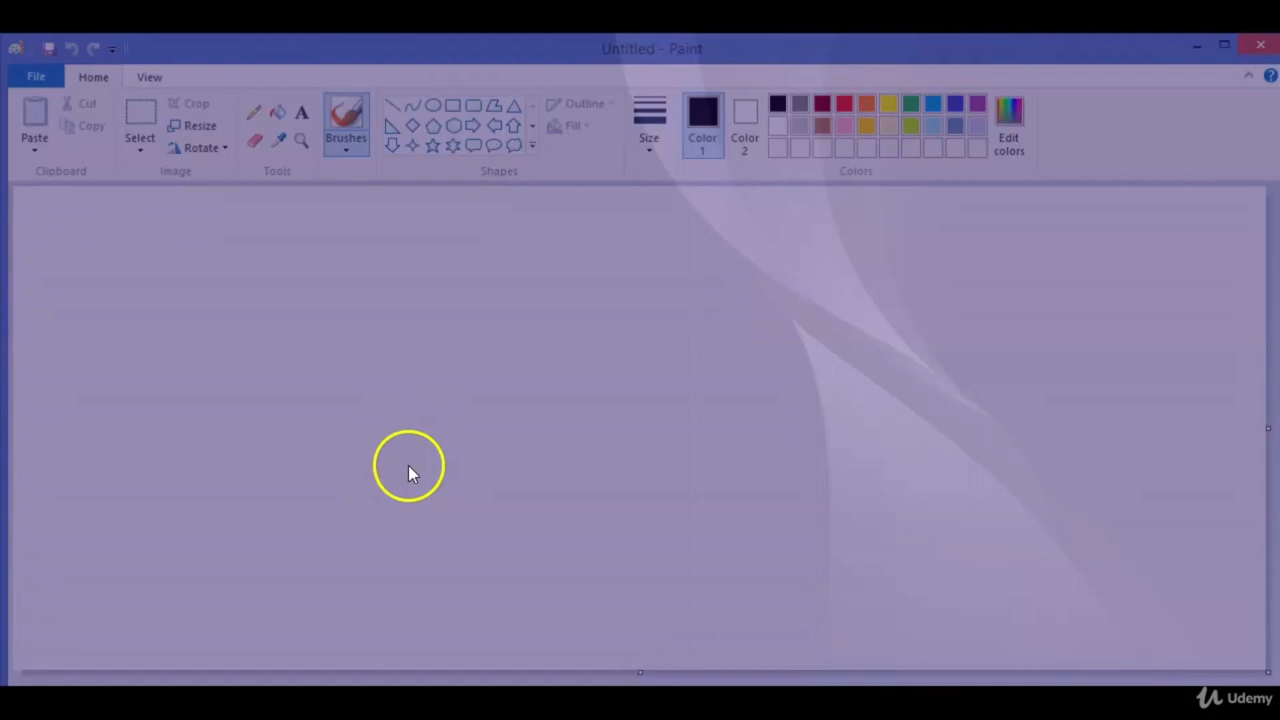 Untitled - Paint
File Home View
Paste
Cut
Copy
Clipboard
Select
Crop
Resize
Rotate
Image
A
Tools
Brushes
Outline
Fill
Shapes
Size
Color 1
Color 2
Edit colors
Colors
?
Udemy